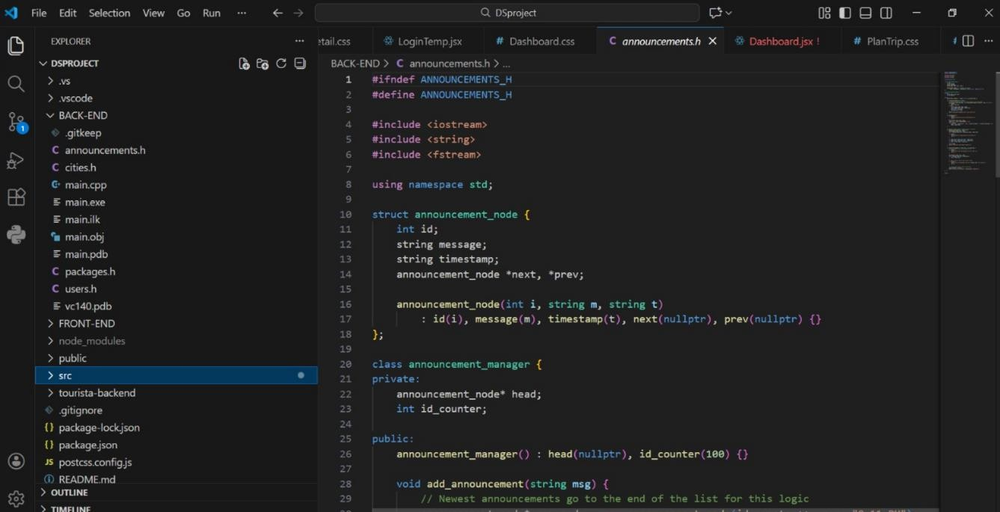 File Edit Selection View Go Run ... DSproject
EXPLORER ...
DSPROJECT
.vs
.vscode
BACK-END
.gitkeep
C announcements.h
C cities.h
main.cpp
main.exe
main.ilk
main.obj
main.pdb
C packages.h
C users.h
vc140.pdb
FRONT-END
node_modules
public
src
tourista-backend
.gitignore
{} package-lock.json
{} package.json
JS postcss.config.js
README.md
OUTLINE
TIMELINE
1
etail.css LoginTemp.jsx # Dashboard.css C announcements.h Dashboard.jsx ! # PlanTrip.css
BACK-END > C announcements.h > ...
1 #ifndef ANNOUNCEMENTS_H
2 #define ANNOUNCEMENTS_H
3
4 #include <iostream>
5 #include <string>
6 #include <fstream>
7
8 using namespace std;
9
10 struct announcement_node {
11 int id;
12 string message;
13 string timestamp;
14 announcement_node *next, *prev;
15
16 announcement_node(int i, string m, string t)
17 : id(i), message(m), timestamp(t), next(nullptr), prev(nullptr) {}
18 };
19
20 class announcement_manager {
21 private:
22 announcement_node* head;
23 int id_counter;
24
25 public:
26 announcement_manager() : head(nullptr), id_counter(100) {}
27
28 void add_announcement(string msg) {
29 // Newest announcements go to the end of the list for this logic